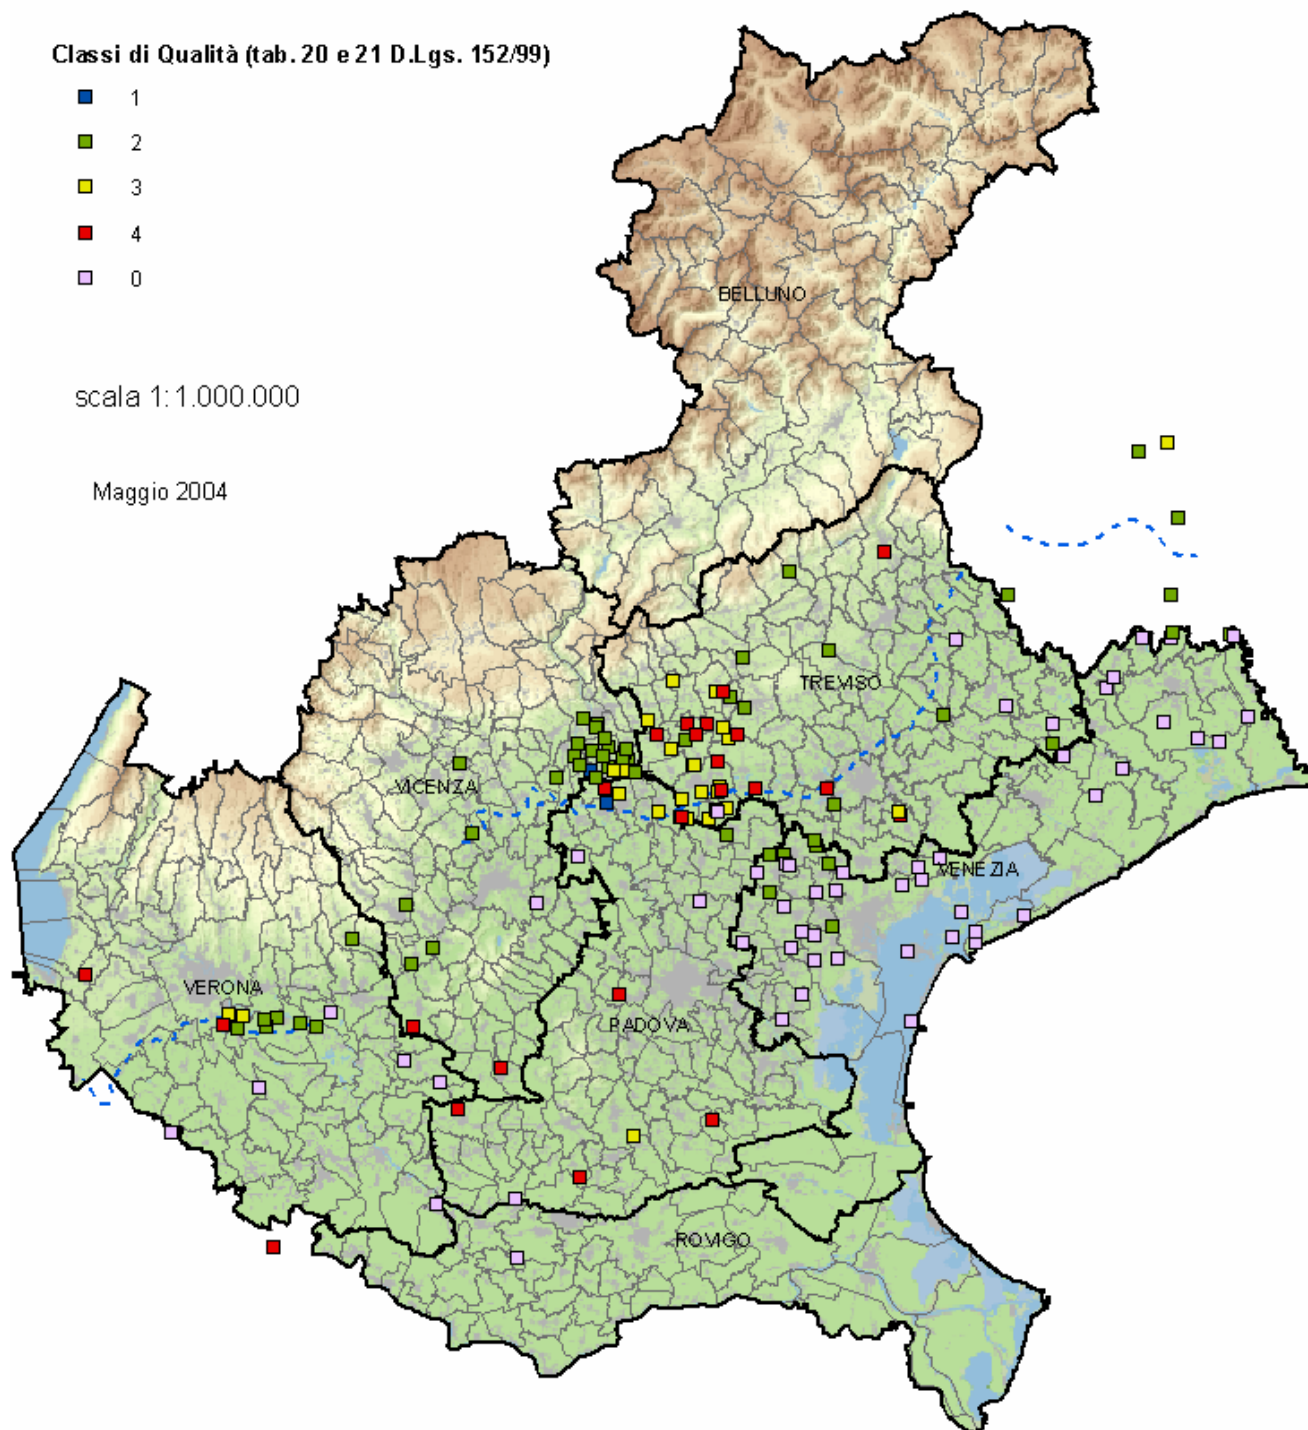 Classi di Qualità (tab. 20 e 21 D.Lgs. 152/99)
1
2
3
4
0
scala 1:1.000.000
Maggio 2004
BELLUNO
TREVISO
VICENZA
VENEZIA
VERONA
PADOVA
ROVIGO